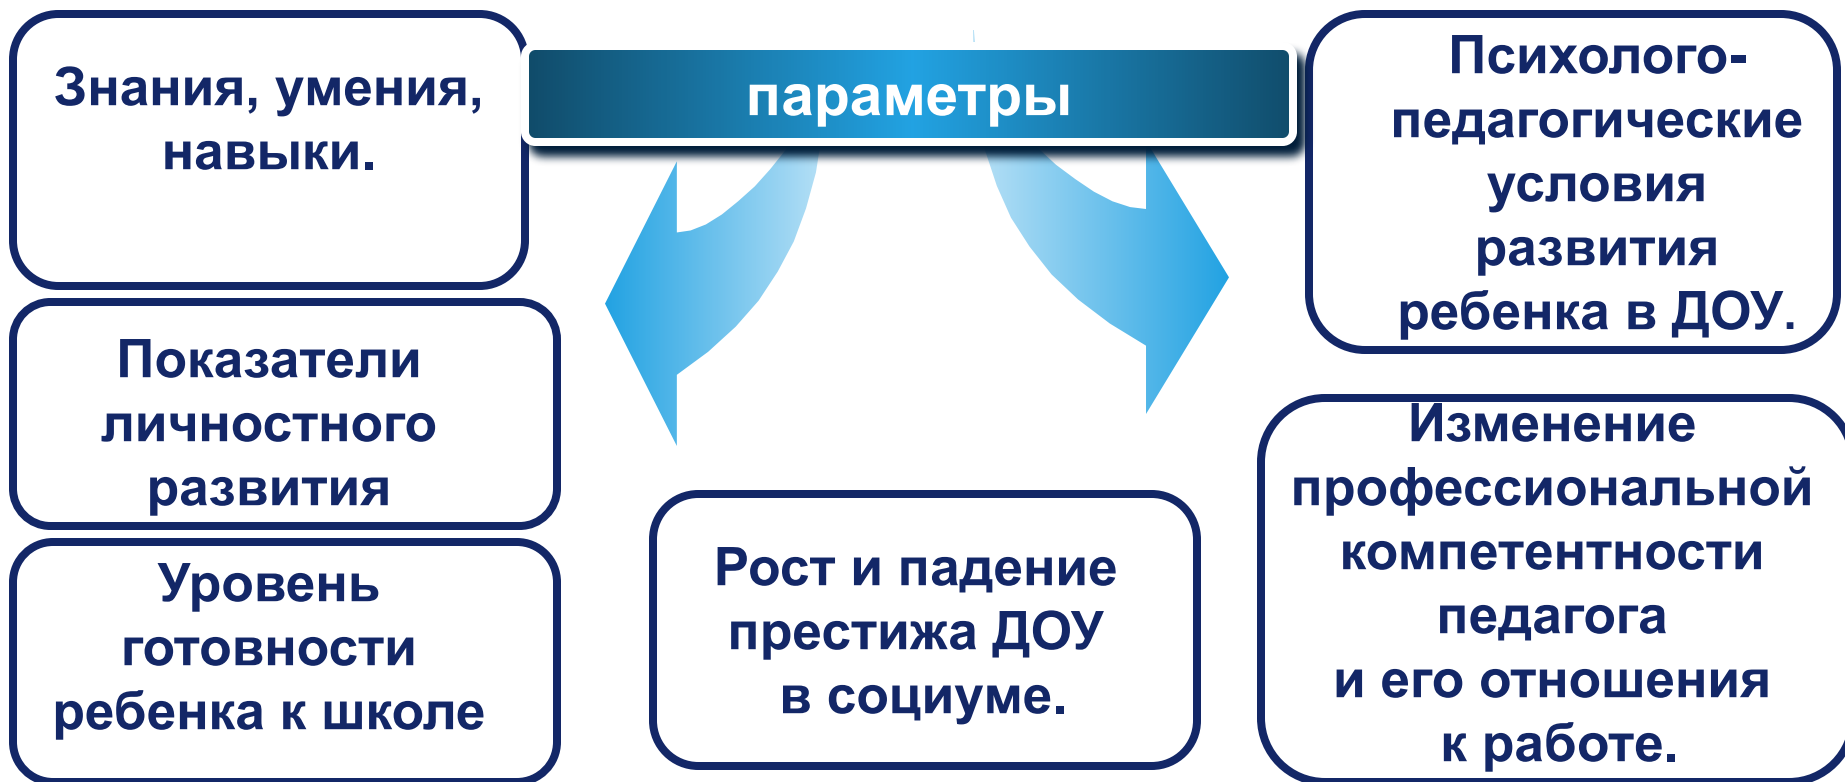 параметры
Знания, умения,
навыки.
Показатели
личностного
развития
Уровень
готовности
ребенка к школе
Рост и падение
престижа ДОУ
в социуме.
Психолого-
педагогические
условия
развития
ребенка в ДОУ.
Изменение
профессиональной
компетентности
педагога
и его отношения
к работе.